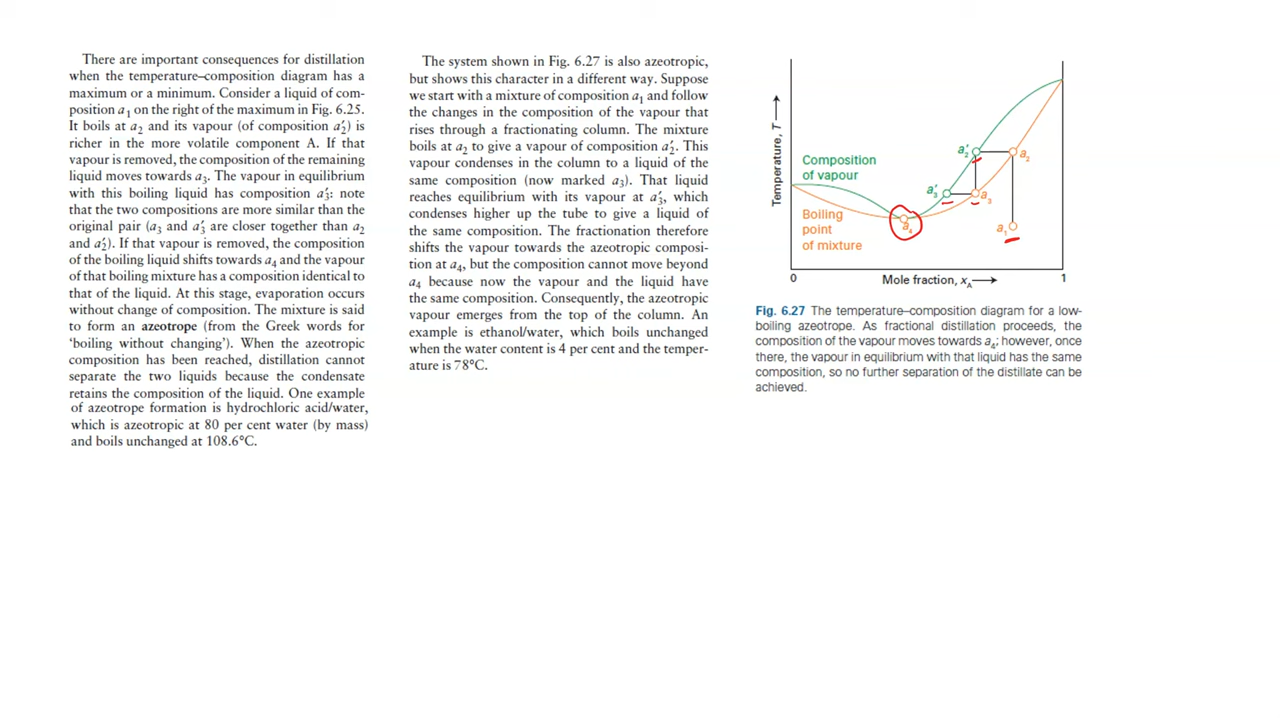 There are important consequences for distillation
when the temperature–composition diagram has a
maximum or a minimum. Consider a liquid of com-
position a₁ on the right of the maximum in Fig. 6.25.
It boils at a₂ and its vapour (of composition a₂′) is
richer in the more volatile component A. If that
vapour is removed, the composition of the remaining
liquid moves towards a₃. The vapour in equilibrium
with this boiling liquid has composition a₃′: note
that the two compositions are more similar than the
original pair (a₃ and a₃′ are closer together than a₂
and a₂′). If that vapour is removed, the composition
of the boiling liquid shifts towards a₄ and the vapour
of that boiling mixture has a composition identical to
that of the liquid. At this stage, evaporation occurs
without change of composition. The mixture is said
to form an azeotrope (from the Greek words for
‘boiling without changing’). When the azeotropic
composition has been reached, distillation cannot
separate the two liquids because the condensate
retains the composition of the liquid. One example
of azeotrope formation is hydrochloric acid/water,
which is azeotropic at 80 per cent water (by mass)
and boils unchanged at 108.6°C.
The system shown in Fig. 6.27 is also azeotropic,
but shows this character in a different way. Suppose
we start with a mixture of composition a₁ and follow
the changes in the composition of the vapour that
rises through a fractionating column. The mixture
boils at a₂ to give a vapour of composition a₂′. This
vapour condenses in the column to a liquid of the
same composition (now marked a₃). That liquid
reaches equilibrium with its vapour at a₃′, which
condenses higher up the tube to give a liquid of
the same composition. The fractionation therefore
shifts the vapour towards the azeotropic composi-
tion at a₄, but the composition cannot move beyond
a₄ because now the vapour and the liquid have
the same composition. Consequently, the azeotropic
vapour emerges from the top of the column. An
example is ethanol/water, which boils unchanged
when the water content is 4 per cent and the temper-
ature is 78°C.
Temperature, T
Composition
of vapour
Boiling
point
of mixture
a₂′
a₂
a₃′
a₃
a₄
a₁
0
Mole fraction, x_A
1
Fig. 6.27 The temperature–composition diagram for a low-
boiling azeotrope. As fractional distillation proceeds, the
composition of the vapour moves towards a₄; however, once
there, the vapour in equilibrium with that liquid has the same
composition, so no further separation of the distillate can be
achieved.